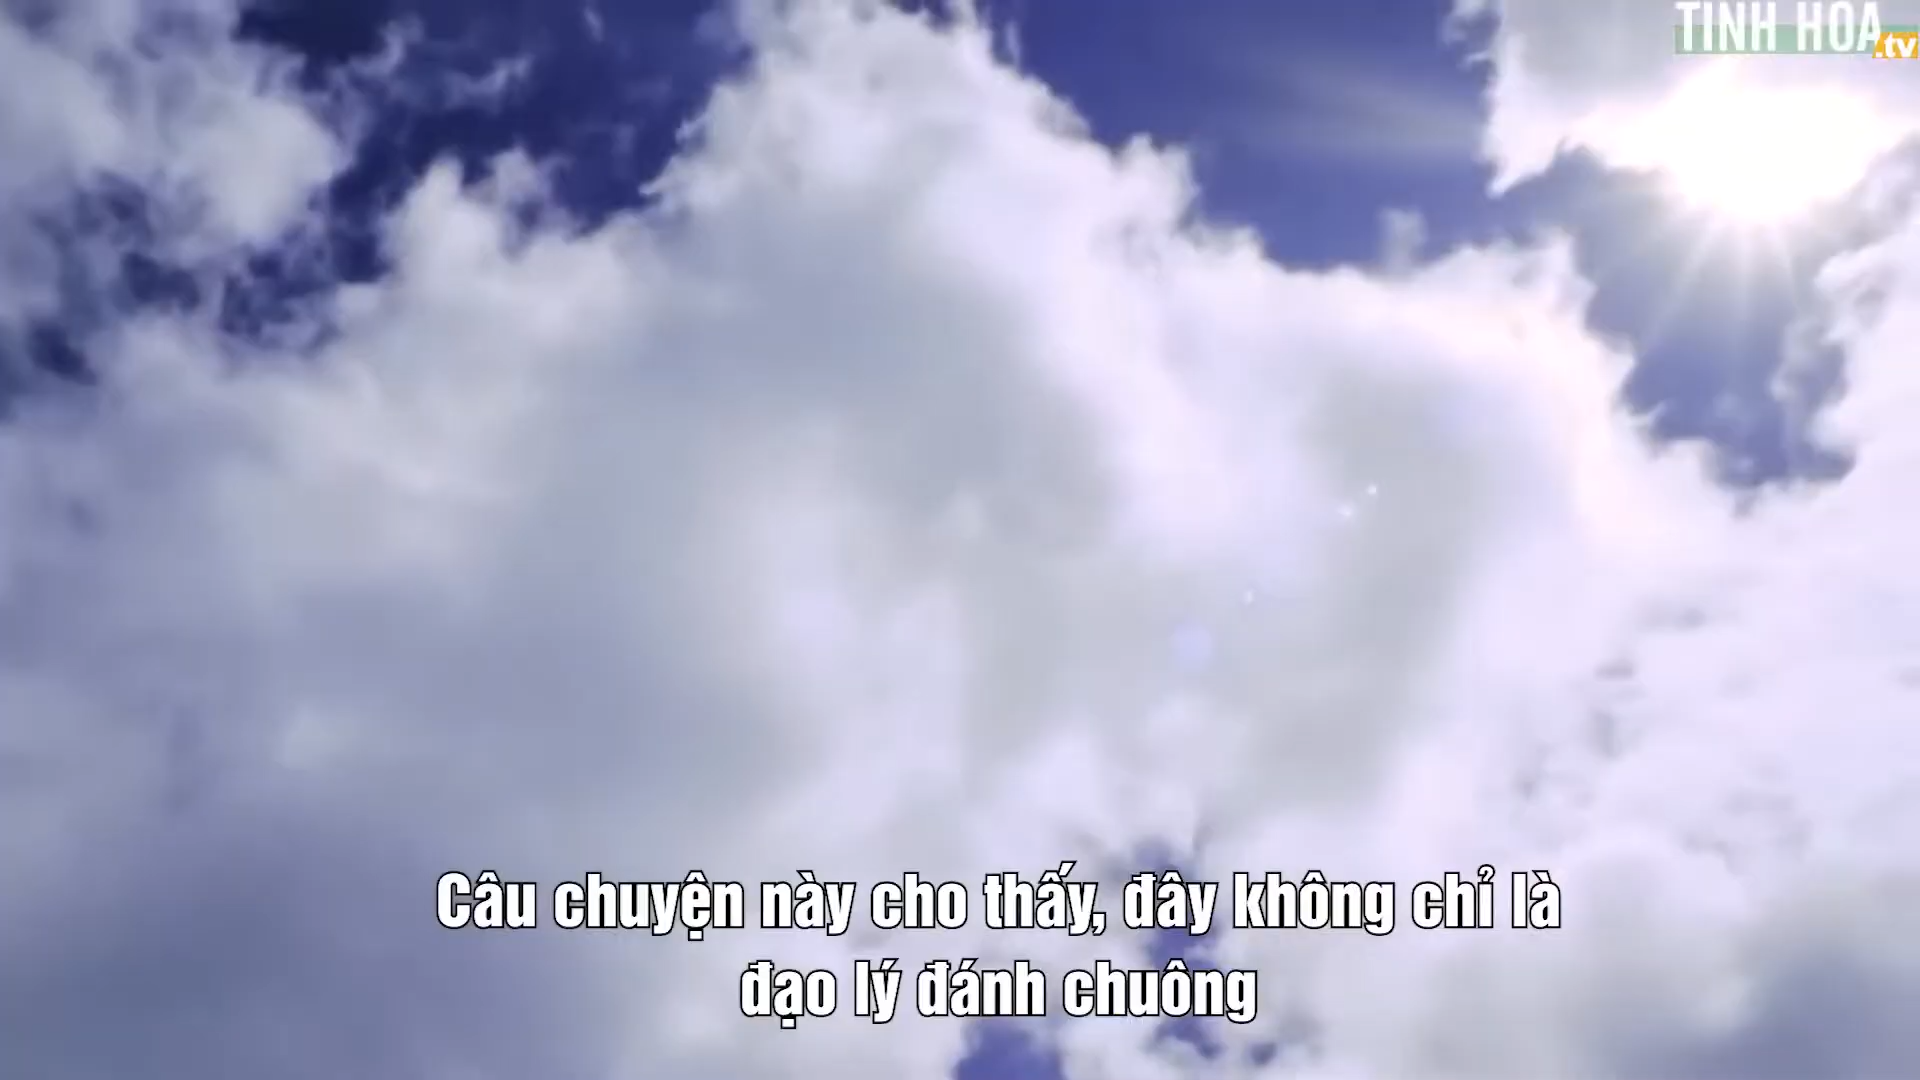 TINH HOA
.tv
Câu chuyện này cho thấy, đây không chỉ là
đạo lý đánh chuông